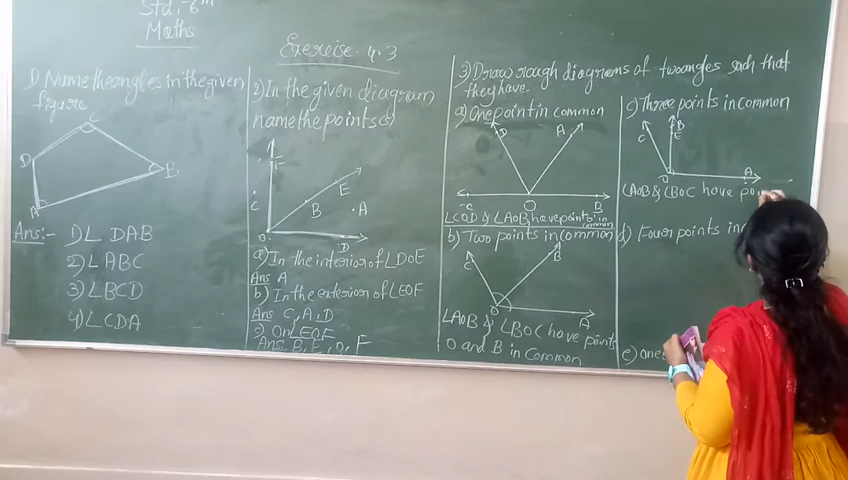 Std,-6th
Maths
Exercise-4.3
1) Name the angles in the given
figure
C
D
B
A
Ans:- 1) ∠ DAB
2) ∠ ABC
3) ∠ BCD
4) ∠ CDA
2) In the given diagram
name the point(s)
F
E
C
B
A
D
a) In the interior of ∠DOE
Ans A
b) In the exterior of ∠EOF
Ans C, A, D
c) On ∠EOF
Ans: B, E, O, F
3) Draw rough diagrams of two angles such that
they have.
a) One point in common
D
A
C
O
B
∠COD & ∠AOB have point 'in
common
b) Two points in common
C
B
O
A
∠AOB & ∠BOC have points
O and B in common
c) Three points in common
C
B
E
O
A
∠AOB & ∠BOC have poin
d) Four points in
e) one